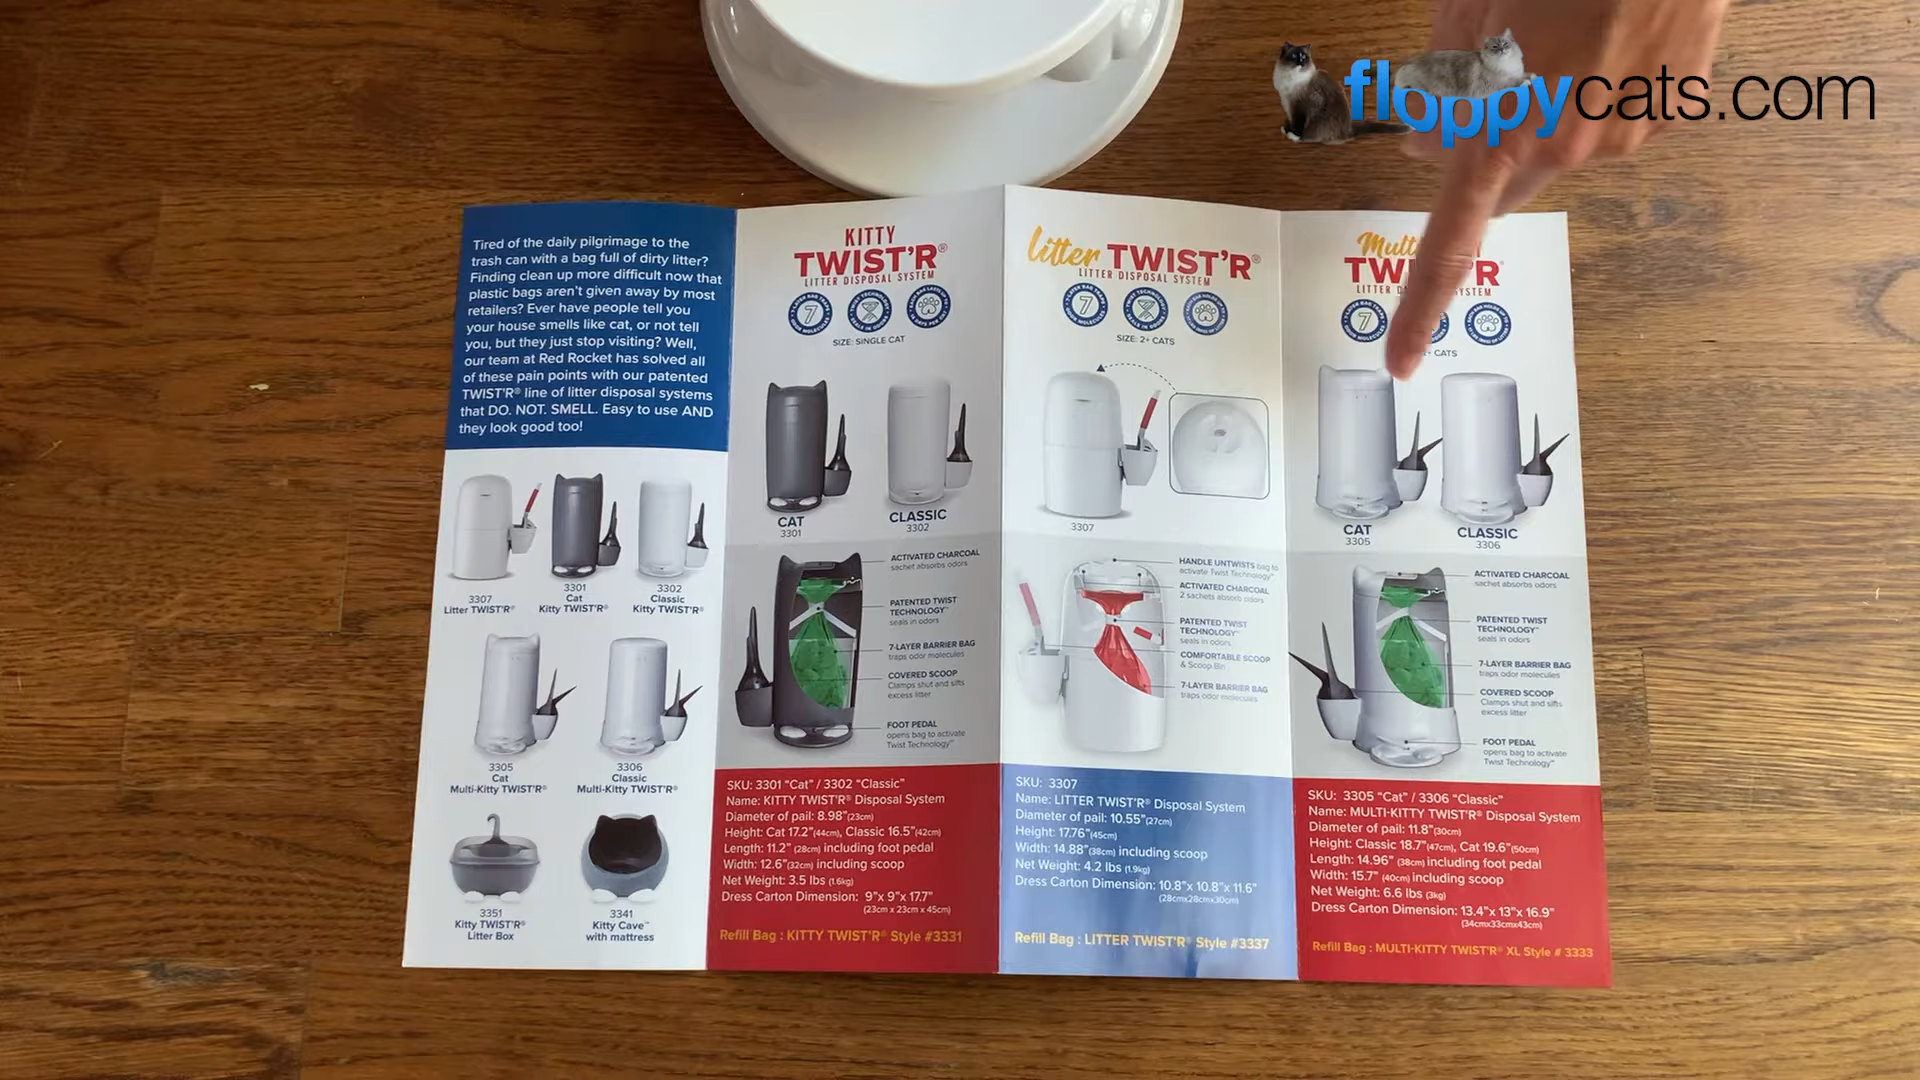 floppycats.com
Tired of the daily pilgrimage to the
trash can with a bag full of dirty litter?
Finding clean up more difficult now that
plastic bags aren't given away by most
retailers? Ever have people tell you
your house smells like cat, or not tell
you, but they just stop visiting? Well,
our team at Red Rocket has solved all
of these pain points with our patented
TWIST'R® line of litter disposal systems
that DO. NOT. SMELL. Easy to use AND
they look good too!
3307
Litter TWIST'R®
3301
Cat
Kitty TWIST'R®
3302
Classic
Kitty TWIST'R®
3305
Cat
Multi-Kitty TWIST'R®
3306
Classic
Multi-Kitty TWIST'R®
3351
Kitty TWIST'R®
Litter Box
3341
Kitty Cave™
with mattress
KITTY
TWIST'R®
LITTER DISPOSAL SYSTEM
7
SIZE: SINGLE CAT
CAT
3301
CLASSIC
3302
ACTIVATED CHARCOAL
sachet absorbs odors
PATENTED TWIST
TECHNOLOGY™
seals in odors
7-LAYER BARRIER BAG
traps odor molecules
COVERED SCOOP
Clamps shut and sifts
excess litter
FOOT PEDAL
opens bag to activate
Twist Technology™
SKU: 3301 "Cat" / 3302 "Classic"
Name: KITTY TWIST'R® Disposal System
Diameter of pail: 8.98"(23cm)
Height: Cat 17.2"(44cm), Classic 16.5"(42cm)
Length: 11.2" (28cm) including foot pedal
Width: 12.6"(32cm) including scoop
Net Weight: 3.5 lbs (1.6kg)
Dress Carton Dimension: 9"x 9"x 17.7"
(23cm x 23cm x 45cm)
Refill Bag : KITTY TWIST'R® Style #3331
litter TWIST'R®
LITTER DISPOSAL SYSTEM
7
SIZE: 2+ CATS
3307
HANDLE UNTWISTS bag to
activate Twist Technology™
ACTIVATED CHARCOAL
2 sachets absorb odors
PATENTED TWIST
TECHNOLOGY™
seals in odors
COMFORTABLE SCOOP
& Scoop Bin
7-LAYER BARRIER BAG
traps odor molecules
SKU: 3307
Name: LITTER TWIST'R® Disposal System
Diameter of pail: 10.55"(27cm)
Height: 17.76"(45cm)
Width: 14.88"(38cm) including scoop
Net Weight: 4.2 lbs (1.9kg)
Dress Carton Dimension: 10.8"x 10.8"x 11.6"
(28cmx28cmx30cm)
Refill Bag : LITTER TWIST'R® Style #3337
7
CATS
CAT
3305
CLASSIC
3306
ACTIVATED CHARCOAL
sachet absorbs odors
PATENTED TWIST
TECHNOLOGY™
seals in odors
7-LAYER BARRIER BAG
traps odor molecules
COVERED SCOOP
Clamps shut and sifts
excess litter
FOOT PEDAL
opens bag to activate
Twist Technology™
SKU: 3305 "Cat" / 3306 "Classic"
Name: MULTI-KITTY TWIST'R® Disposal System
Diameter of pail: 11.8"(30cm)
Height: Classic 18.7"(47cm), Cat 19.6"(50cm)
Length: 14.96" (38cm) including foot pedal
Width: 15.7" (40cm) including scoop
Net Weight: 6.6 lbs (3kg)
Dress Carton Dimension: 13.4"x 13"x 16.9"
(34cmx33cmx43cm)
Refill Bag : MULTI-KITTY TWIST'R® XL Style # 3333